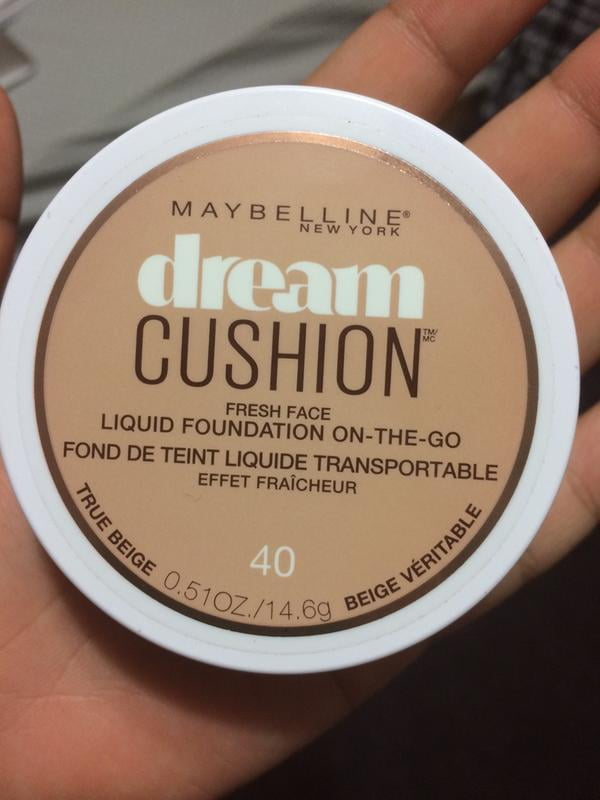 MAYBELLINE®
NEW YORK
dream
CUSHION™/MC
FRESH FACE
LIQUID FOUNDATION ON-THE-GO
FOND DE TEINT LIQUIDE TRANSPORTABLE
EFFET FRAÎCHEUR
40
TRUE BEIGE 0.51OZ./14.6g BEIGE VÉRITABLE